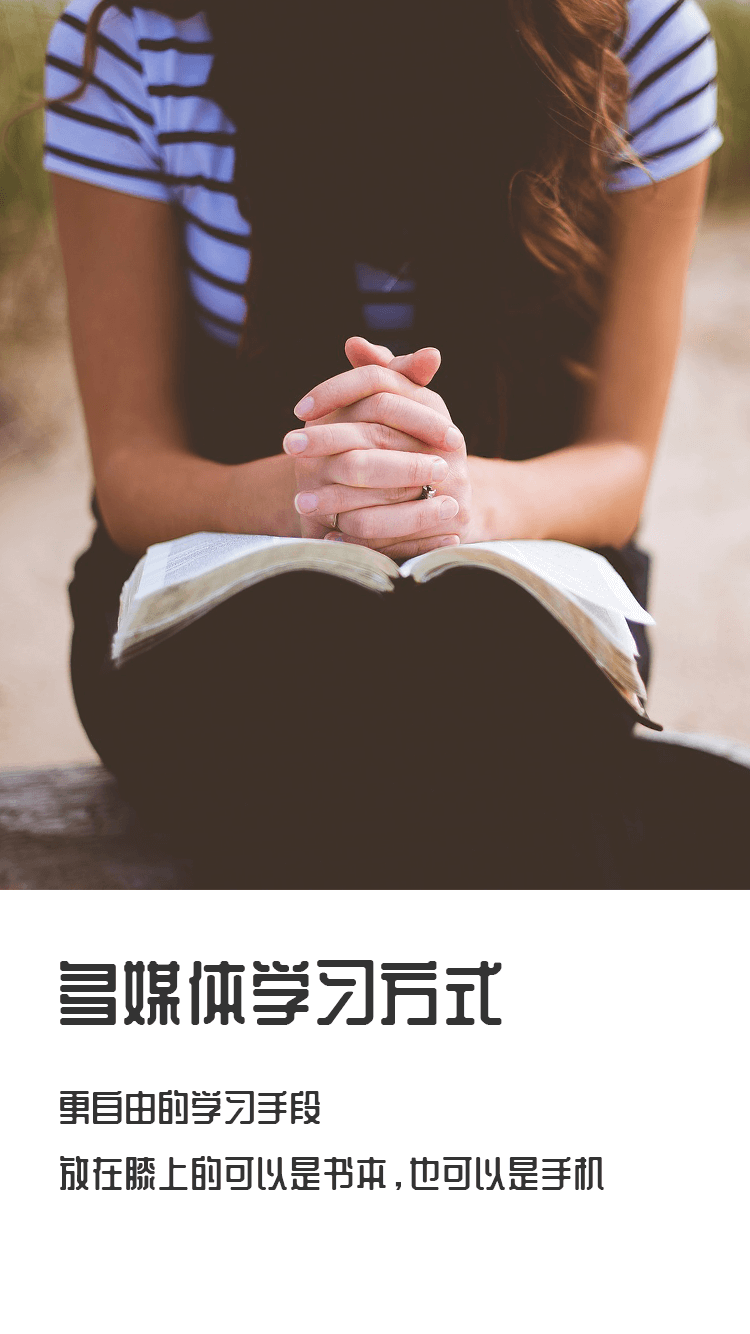 多媒体学习方式
更自由的学习手段
放在膝上的可以是书本,也可以是手机